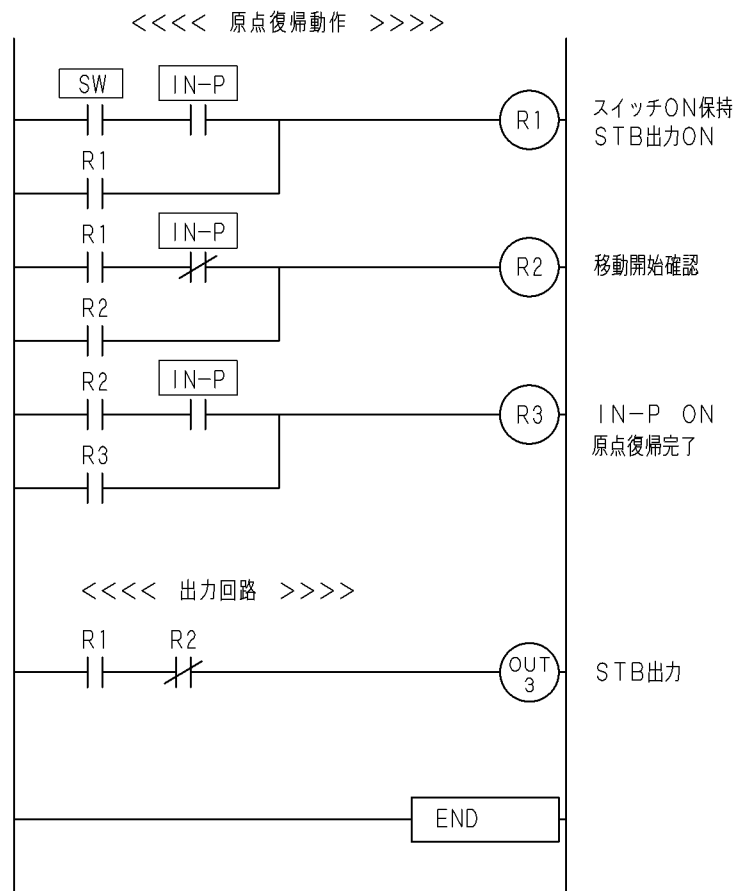 <<<< 原点復帰動作 >>>>
SW IN-P
R1
スイッチON保持
STB出力ON
R1
R1 IN-P
R2
移動開始確認
R2
R2 IN-P
R3
IN-P ON
原点復帰完了
R3
<<<< 出力回路 >>>>
R1 R2
OUT
3
STB出力
END